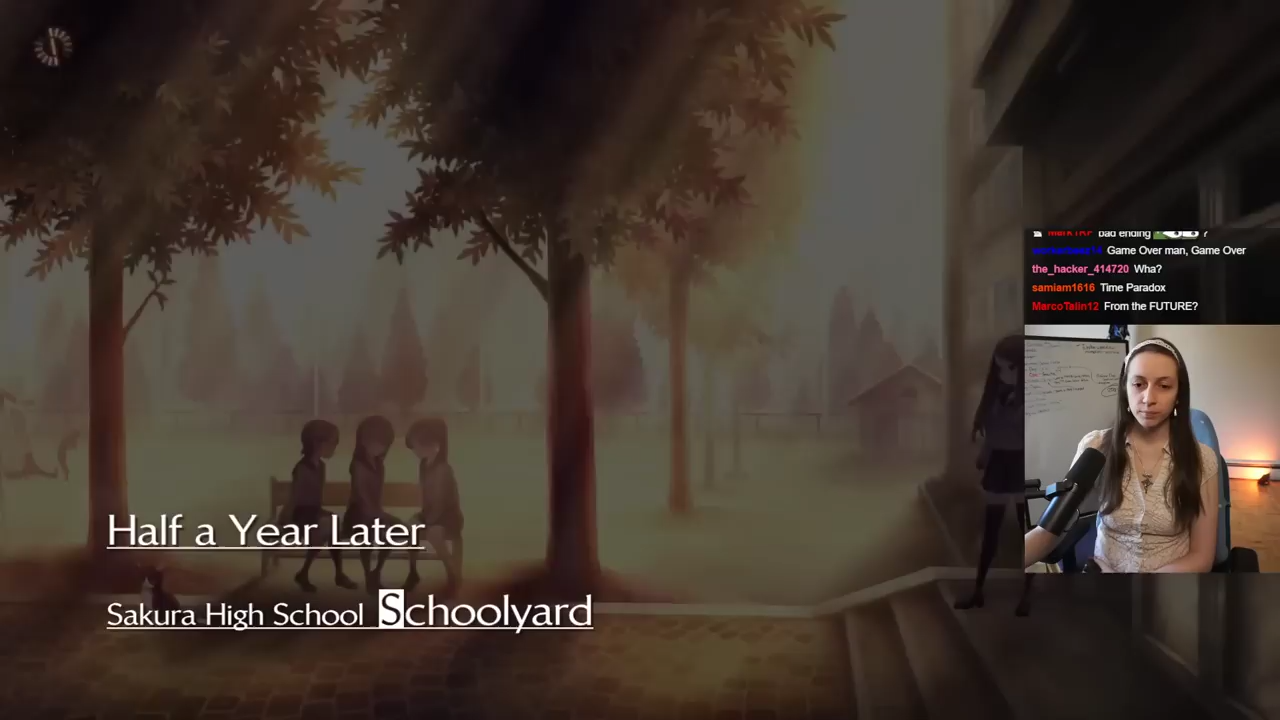 bad ending ?
Game Over man, Game Over
the_hacker_414720 Wha?
samiam1616 Time Paradox
MarcoTalin12 From the FUTURE?
Half a Year Later
Sakura High School Schoolyard